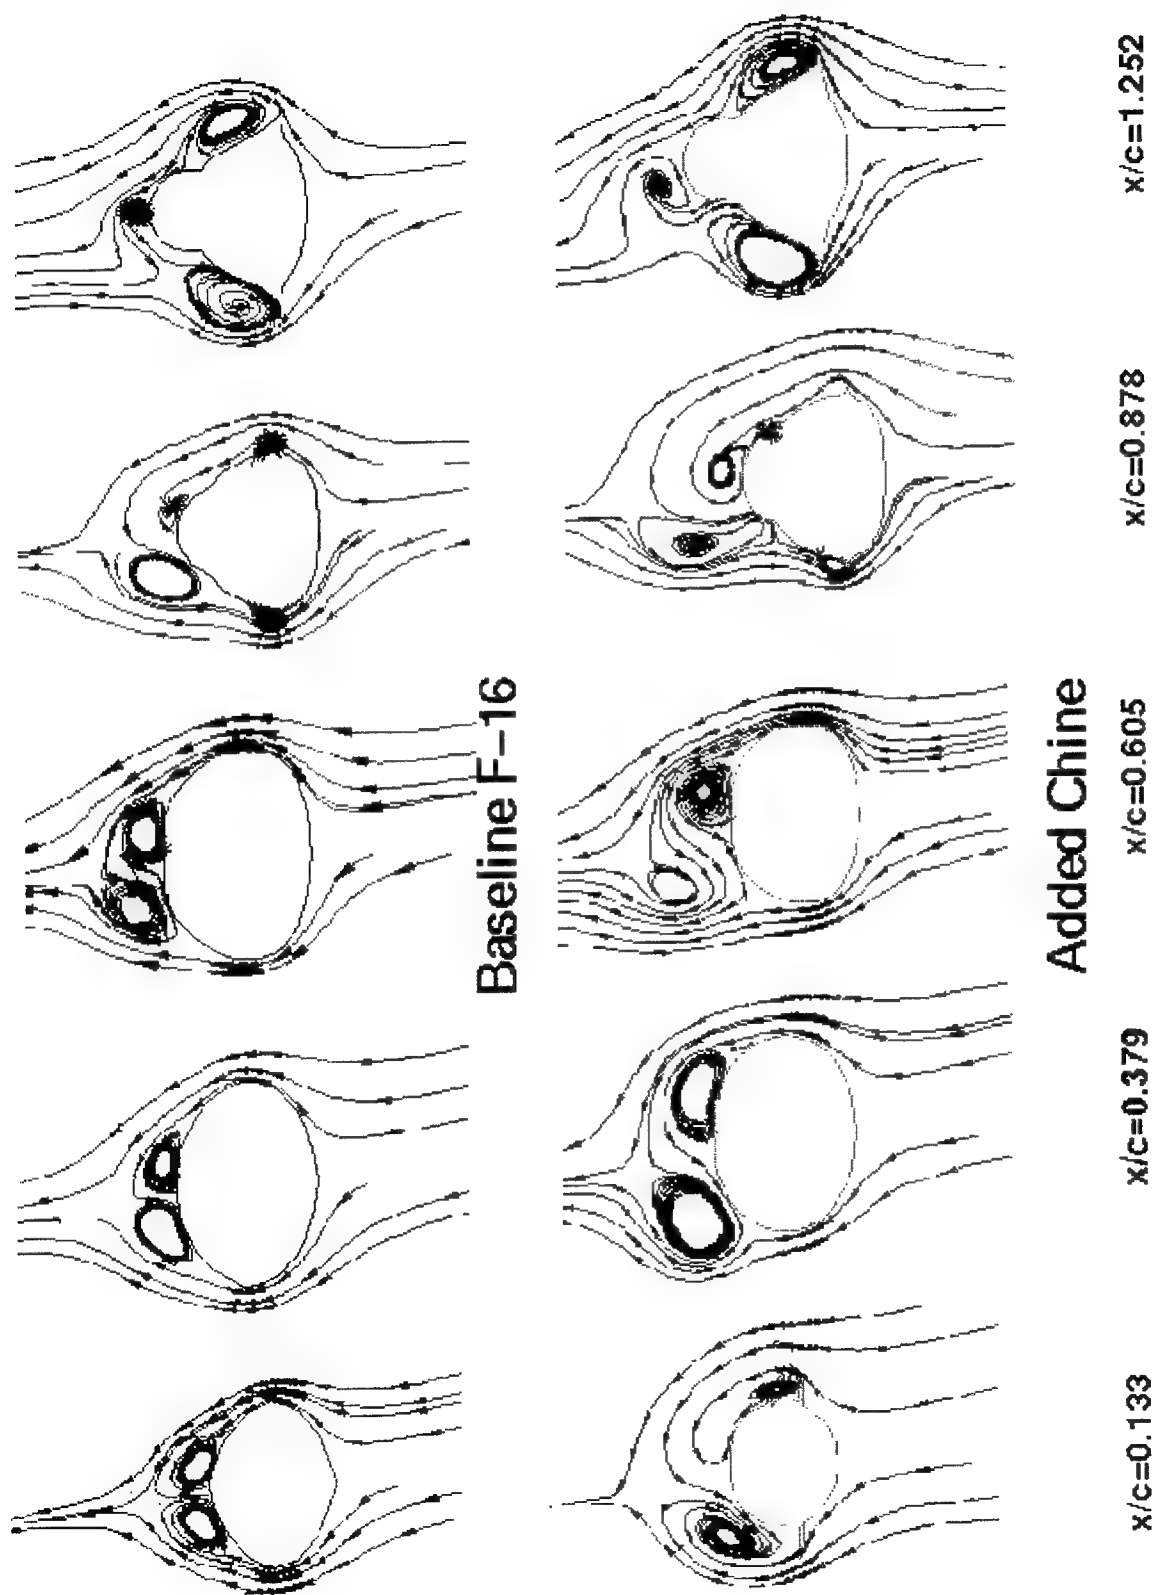 Baseline F-16
Added Chine
x/c=0.133
x/c=0.379
x/c=0.605
x/c=0.878
x/c=1.252